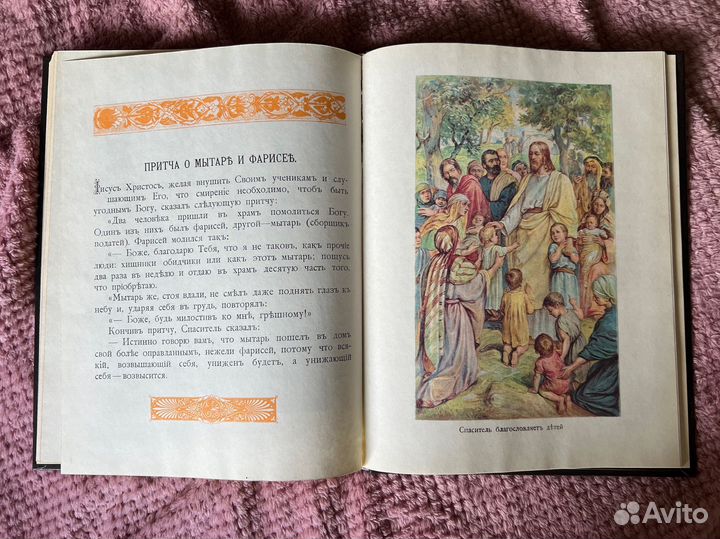 ПРИТЧА О МЫТАРѢ И ФАРИСЕѢ.
Іисусъ Христосъ, желая внушить Своимъ ученикамъ и слу-
шающимъ Его, что смиреніе необходимо, чтобъ быть
угоднымъ Богу, сказалъ слѣдующую притчу:
«Два человѣка пришли въ храмъ помолиться Богу.
Одинъ изъ нихъ былъ фарисей, другой—мытарь (сборщикъ
податей). Фарисей молился такъ:
«— Боже, благодарю Тебя, что я не таковъ, какъ прочіе
люди: хищники обидчики или какъ этотъ мытарь; пощусь
два раза въ недѣлю и отдаю въ храмъ десятую часть того,
что пріобрѣтаю.
«Мытарь же, стоя вдали, не смѣлъ даже поднять глазъ къ
небу и, ударяя себя въ грудь, повторялъ:
«— Боже, будь милостивъ ко мнѣ, грѣшному!»
Кончивъ притчу, Спаситель сказалъ:
— Истинно говорю вамъ, что мытарь пошелъ въ домъ
свой болѣе оправданнымъ, нежели фарисей, потому что вся-
кій, возвышающій себя, униженъ будетъ, а унижающій
себя—возвысится.
Спаситель благословляетъ дѣтей
Avito